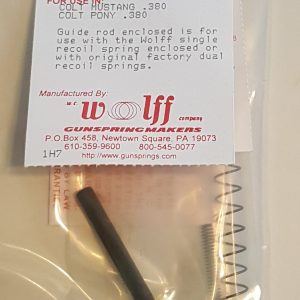 FOR USE IN:
COLT MUSTANG .380
COLT PONY .380
Guide rod enclosed is for
use with the Wolff single
recoil spring enclosed or
with original factory dual
recoil springs.
Manufactured By:
W.C. Wolff company
GUNSPRINGMAKERS
P.O.Box 458, Newtown Square, PA 19073
610-359-9600 800-545-0077
1H7 http://www.gunsprings.com
OF LAW